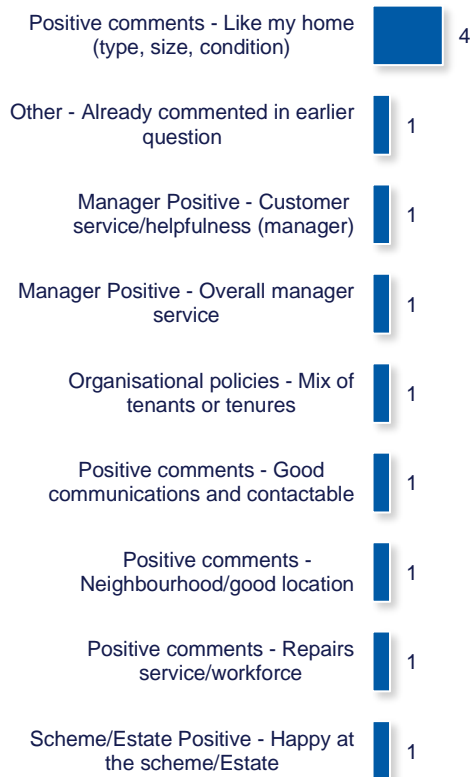 Positive comments - Like my home
(type, size, condition)
4
Other - Already commented in earlier
question
1
Manager Positive - Customer
service/helpfulness (manager)
1
Manager Positive - Overall manager
service
1
Organisational policies - Mix of
tenants or tenures
1
Positive comments - Good
communications and contactable
1
Positive comments -
Neighbourhood/good location
1
Positive comments - Repairs
service/workforce
1
Scheme/Estate Positive - Happy at
the scheme/Estate
1